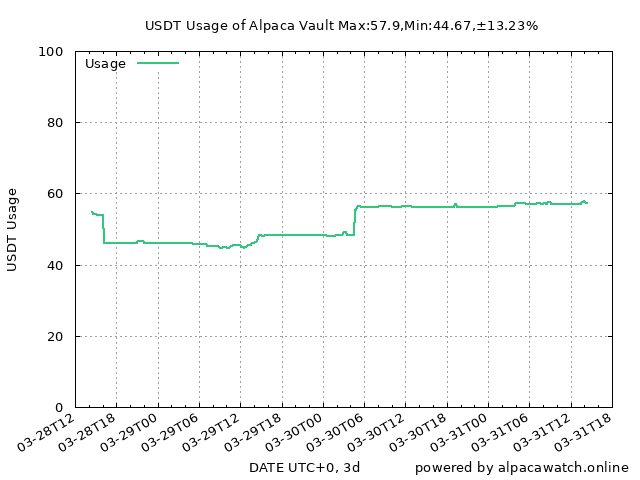 USDT Usage of Alpaca Vault Max:57.9,Min:44.67,±13.23%
Usage
100
80
60
40
20
0
USDT Usage
03-28T12
03-28T18
03-29T00
03-29T06
03-29T12
03-29T18
03-30T00
03-30T06
03-30T12
03-30T18
03-31T00
03-31T06
03-31T12
03-31T18
DATE UTC+0, 3d
powered by alpacawatch.online